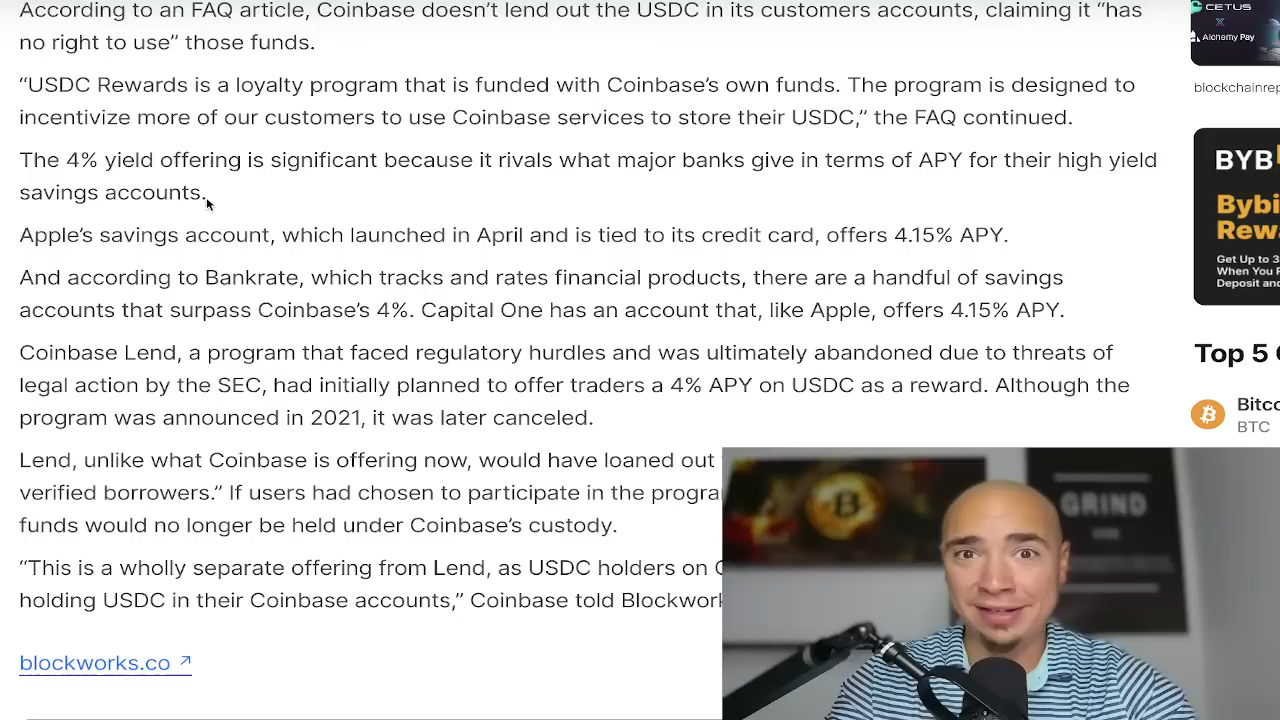 According to an FAQ article, Coinbase doesn’t lend out the USDC in its customers accounts, claiming it “has
no right to use” those funds.
“USDC Rewards is a loyalty program that is funded with Coinbase’s own funds. The program is designed to
incentivize more of our customers to use Coinbase services to store their USDC,” the FAQ continued.
The 4% yield offering is significant because it rivals what major banks give in terms of APY for their high yield
savings accounts.
Apple’s savings account, which launched in April and is tied to its credit card, offers 4.15% APY.
And according to Bankrate, which tracks and rates financial products, there are a handful of savings
accounts that surpass Coinbase’s 4%. Capital One has an account that, like Apple, offers 4.15% APY.
Coinbase Lend, a program that faced regulatory hurdles and was ultimately abandoned due to threats of
legal action by the SEC, had initially planned to offer traders a 4% APY on USDC as a reward. Although the
program was announced in 2021, it was later canceled.
Lend, unlike what Coinbase is offering now, would have loaned out
verified borrowers.” If users had chosen to participate in the progra
funds would no longer be held under Coinbase’s custody.
“This is a wholly separate offering from Lend, as USDC holders on
holding USDC in their Coinbase accounts,” Coinbase told Blockwor
blockworks.co ↗
CETUS
X
Alchemy Pay
blockchainrep
BYB
Bybi
Rew
Get Up to 3
When You
Deposit and
Top 5
Bitco
BTC
GRIND